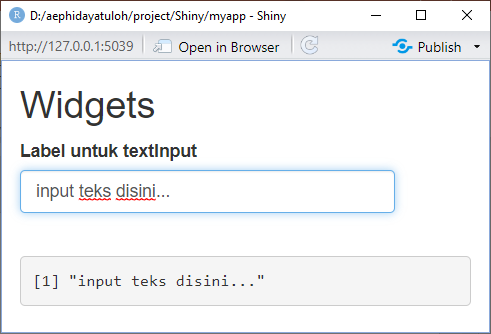 D:/aephidayatuloh/project/Shiny/myapp - Shiny
http://127.0.0.1:5039 Open in Browser Publish
Widgets
Label untuk textInput
input teks disini...
[1] "input teks disini..."